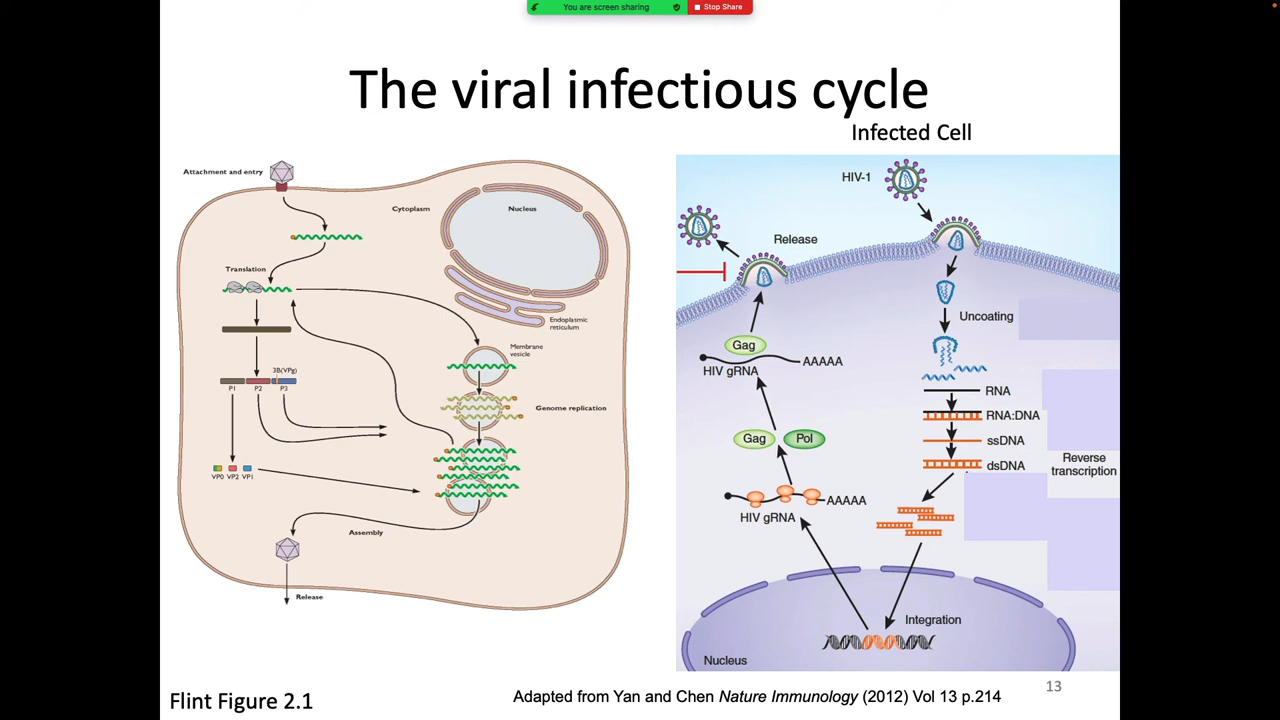 You are screen sharing
Stop Share
The viral infectious cycle
Infected Cell
Attachment and entry
Cytoplasm
Nucleus
Translation
Endoplasmic
reticulum
Membrane
vesicle
3B(VPg)
P1 P2 P3
Genome replication
VP0 VP2 VP1
Assembly
Release
HIV-1
Release
Uncoating
Gag
HIV gRNA
AAAAA
RNA
RNA:DNA
ssDNA
dsDNA
Reverse
transcription
Gag Pol
AAAAA
HIV gRNA
Integration
Nucleus
Flint Figure 2.1
Adapted from Yan and Chen Nature Immunology (2012) Vol 13 p.214
13